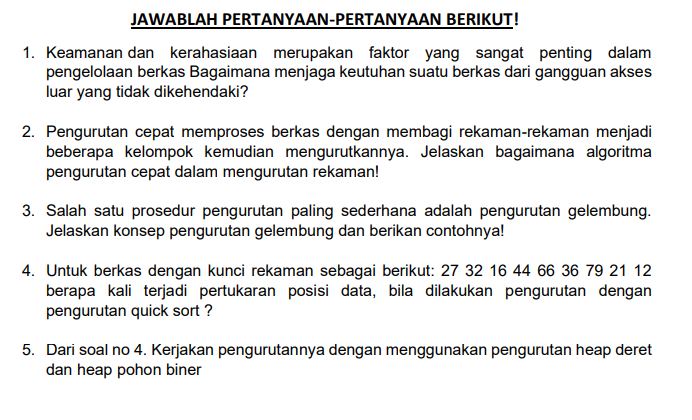 JAWABLAH PERTANYAAN-PERTANYAAN BERIKUT!
1. Keamanan dan kerahasiaan merupakan faktor yang sangat penting dalam
pengelolaan berkas Bagaimana menjaga keutuhan suatu berkas dari gangguan akses
luar yang tidak dikehendaki?
2. Pengurutan cepat memproses berkas dengan membagi rekaman-rekaman menjadi
beberapa kelompok kemudian mengurutkannya. Jelaskan bagaimana algoritma
pengurutan cepat dalam mengurutan rekaman!
3. Salah satu prosedur pengurutan paling sederhana adalah pengurutan gelembung.
Jelaskan konsep pengurutan gelembung dan berikan contohnya!
4. Untuk berkas dengan kunci rekaman sebagai berikut: 27 32 16 44 66 36 79 21 12
berapa kali terjadi pertukaran posisi data, bila dilakukan pengurutan dengan
pengurutan quick sort ?
5. Dari soal no 4. Kerjakan pengurutannya dengan menggunakan pengurutan heap deret
dan heap pohon biner